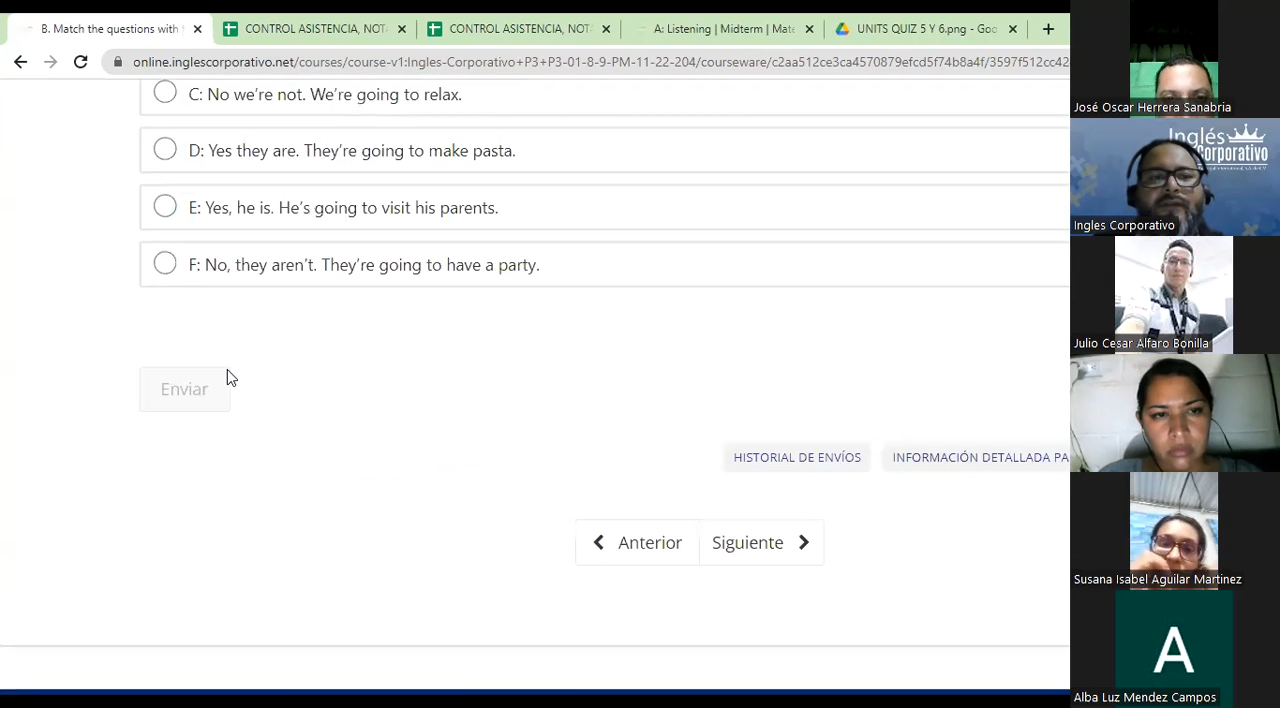 B. Match the questions with
CONTROL ASISTENCIA, NOT
CONTROL ASISTENCIA, NOT
A: Listening | Midterm | Mate
UNITS QUIZ 5 Y 6.png - Goo
online.inglescorporativo.net/courses/course-v1:Ingles-Corporativo+P3+P3-01-8-9-PM-11-22-204/courseware/c2aa512ce3ca4570879efcd5f74b8a4f/3597f512cc42
C: No we're not. We're going to relax.
D: Yes they are. They're going to make pasta.
E: Yes, he is. He's going to visit his parents.
F: No, they aren't. They're going to have a party.
Enviar
HISTORIAL DE ENVÍOS
INFORMACIÓN DETALLADA PA
Anterior
Siguiente
José Oscar Herrera Sanabria
Inglés
Corporativo
Ingles Corporativo
Julio Cesar Alfaro Bonilla
Susana Isabel Aguilar Martinez
A
Alba Luz Mendez Campos